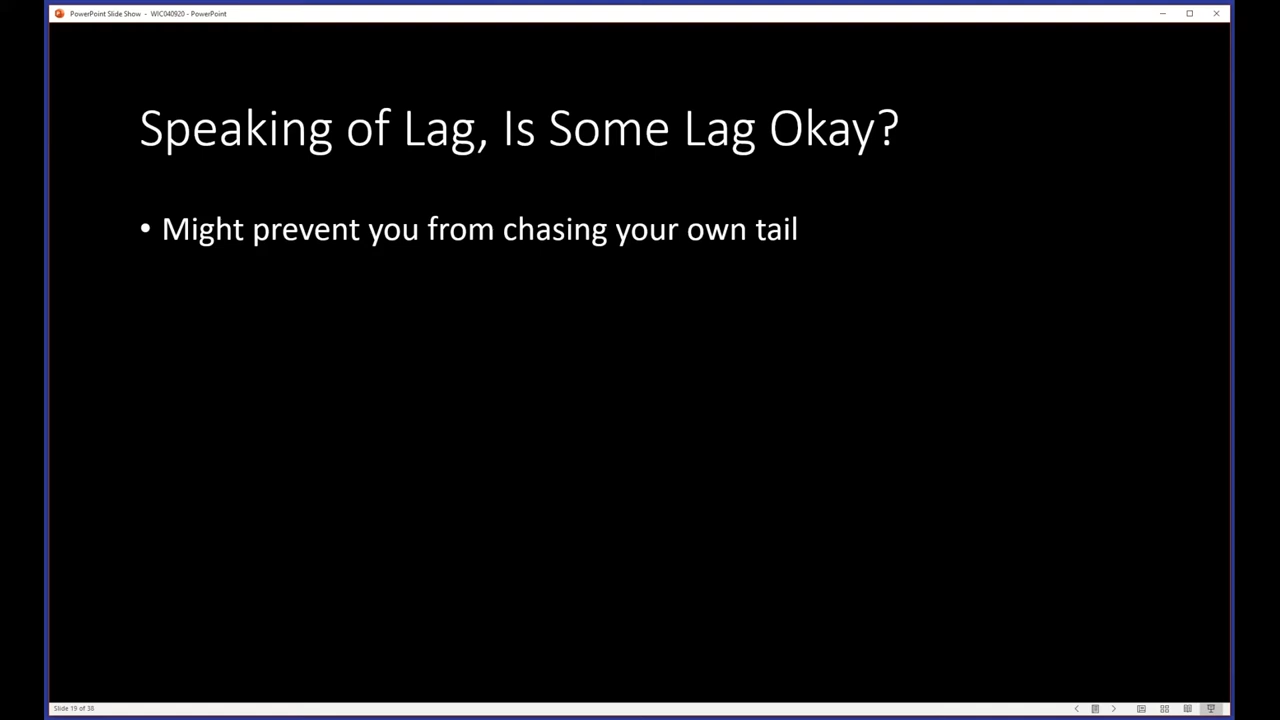 PowerPoint Slide Show - WIC040920 - PowerPoint
Speaking of Lag, Is Some Lag Okay?
• Might prevent you from chasing your own tail
Slide 19 of 38